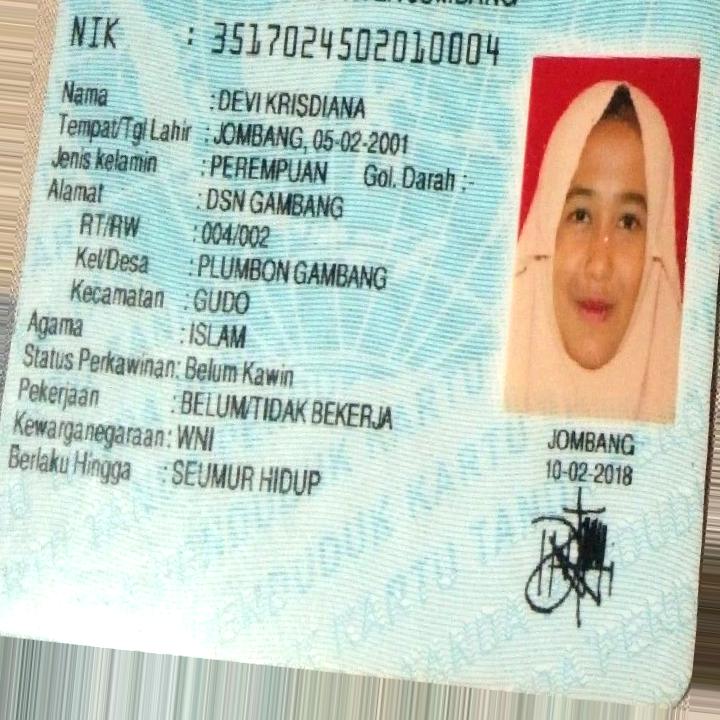 NIK : 3517024502010004
Nama : DEVI KRISDIANA
Tempat/Tgl Lahir : JOMBANG, 05-02-2001
Jenis kelamin : PEREMPUAN Gol. Darah :-
Alamat : DSN GAMBANG
RT/RW : 004/002
Kel/Desa : PLUMBON GAMBANG
Kecamatan : GUDO
Agama : ISLAM
Status Perkawinan: Belum Kawin
Pekerjaan : BELUM/TIDAK BEKERJA
Kewarganegaraan: WNI
Berlaku Hingga : SEUMUR HIDUP
JOMBANG
10-02-2018